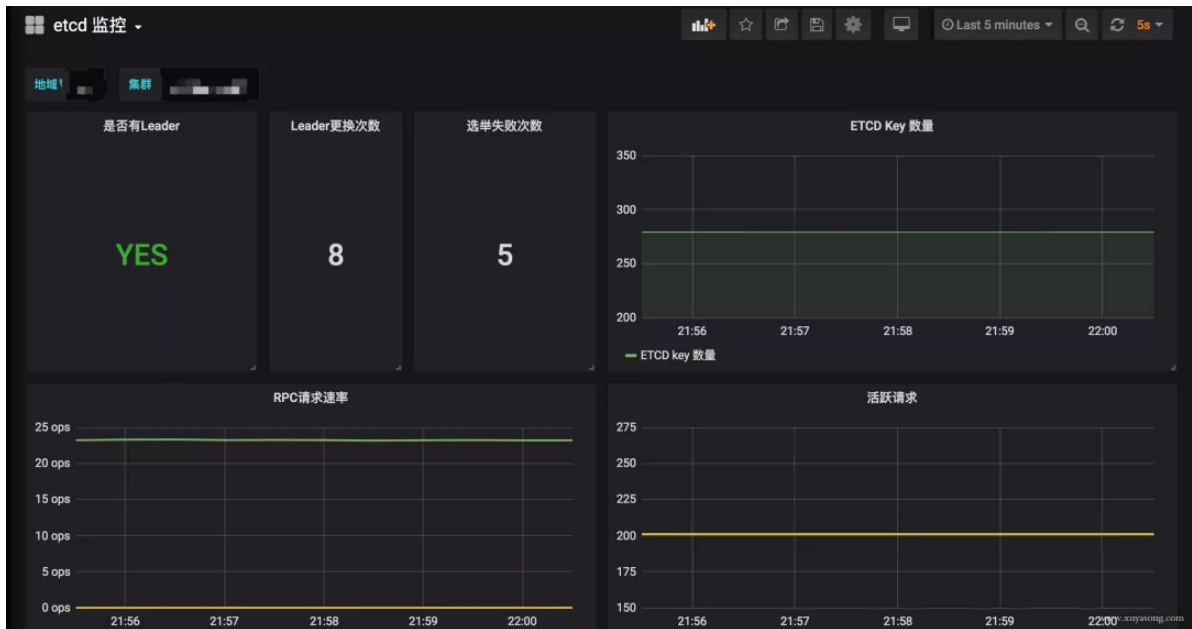 etcd 监控
Last 5 minutes
5s
地域
集群
是否有Leader
YES
Leader更换次数
8
选举失败次数
5
ETCD Key 数量
350
300
250
200
21:56 21:57 21:58 21:59 22:00
ETCD key 数量
RPC请求速率
25 ops
20 ops
15 ops
10 ops
5 ops
0 ops
21:56 21:57 21:58 21:59 22:00
活跃请求
275
250
225
200
175
150
21:56 21:57 21:58 21:59 22:00
.xuyasong.com